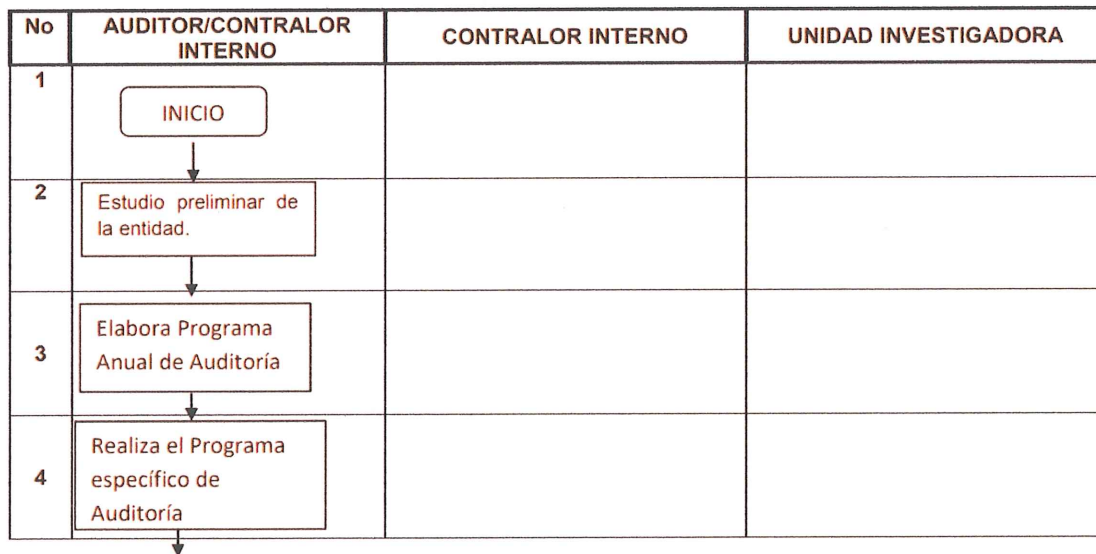 No
AUDITOR/CONTRALOR
INTERNO
CONTRALOR INTERNO
UNIDAD INVESTIGADORA
1
INICIO
2
Estudio preliminar de
la entidad.
3
Elabora Programa
Anual de Auditoría
4
Realiza el Programa
específico de
Auditoría